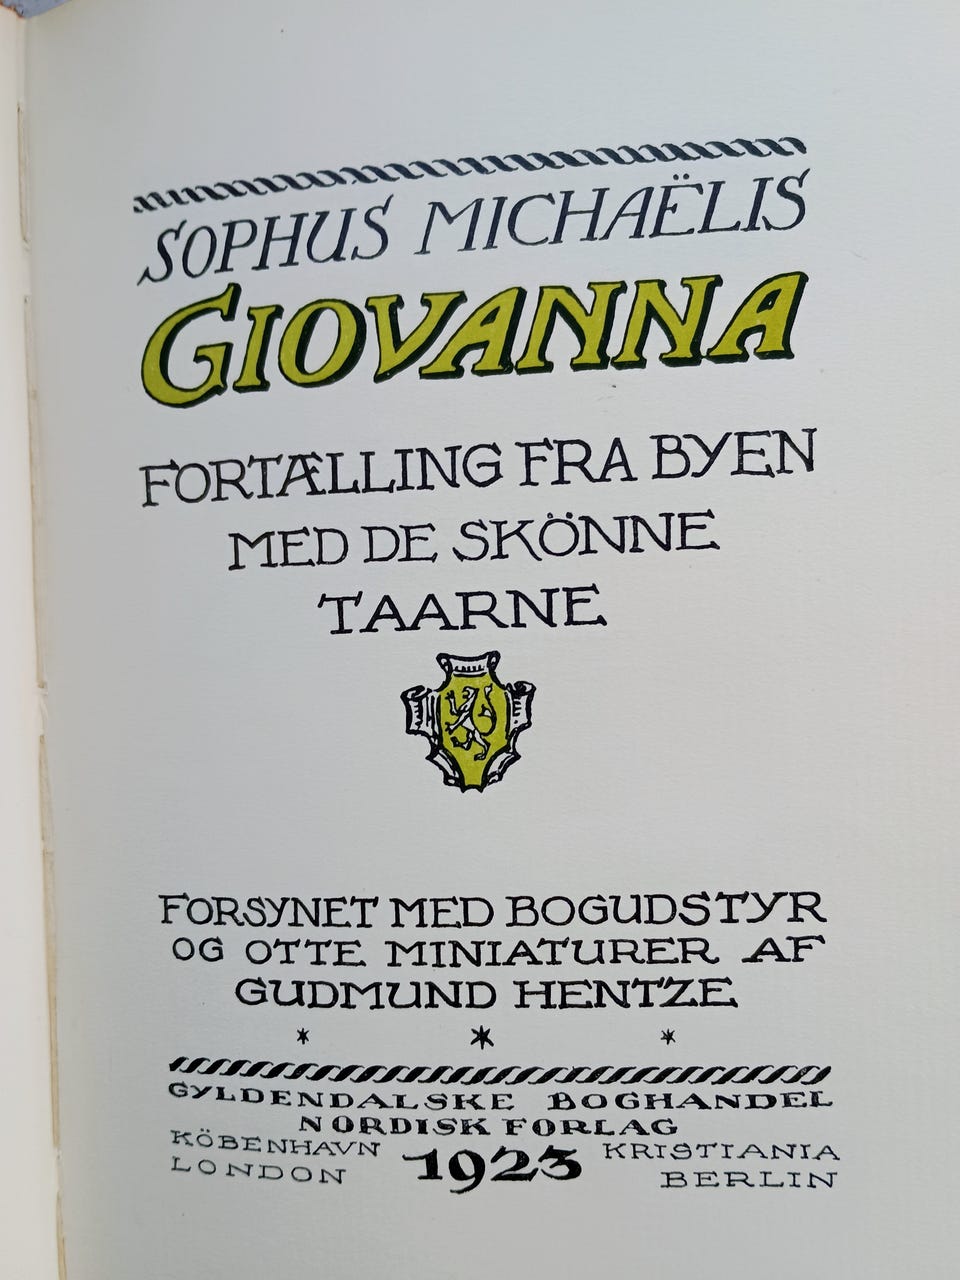 SOPHUS MICHAËLIS
GIOVANNA
FORTÆLLING FRA BYEN
MED DE SKÖNNE
TAARNE
FORSYNET MED BOGUDSTYR
OG OTTE MINIATURER AF
GUDMUND HENTZE
* * *
GYLDENDALSKE BOGHANDEL
NORDISK FORLAG
KÖBENHAVN 1923 KRISTIANIA
LONDON BERLIN